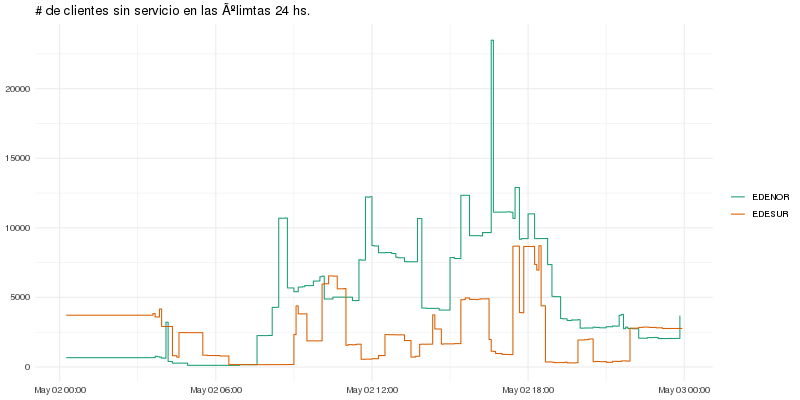 # de clientes sin servicio en las Ãºlimtas 24 hs.
20000
15000
10000
5000
0
May 02 00:00
May 02 06:00
May 02 12:00
May 02 18:00
May 03 00:00
EDENOR
EDESUR